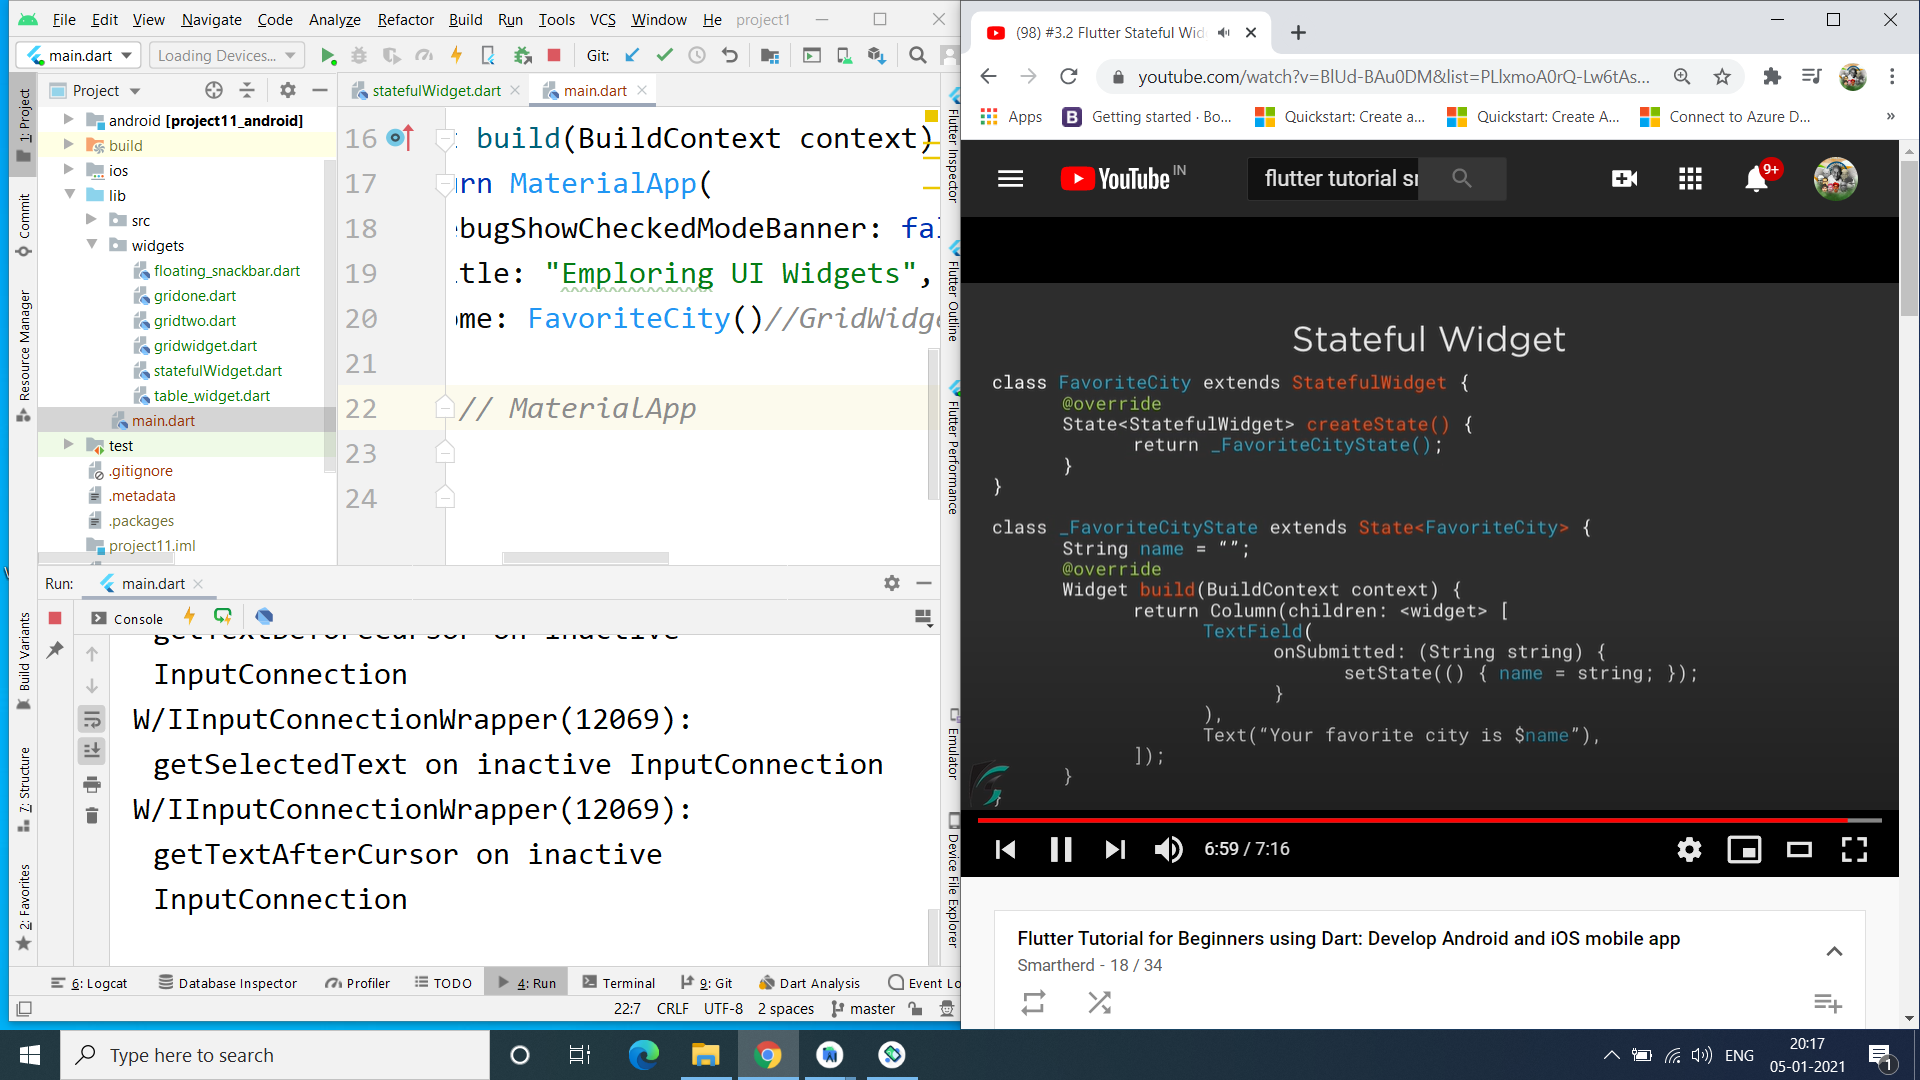 File Edit View Navigate Code Analyze Refactor Build Run Tools VCS Window He project1
main.dart Loading Devices... Git:
Project
statefulWidget.dart main.dart
android [project11_android]
build
ios
lib
src
widgets
floating_snackbar.dart
gridone.dart
gridtwo.dart
gridwidget.dart
statefulWidget.dart
table_widget.dart
main.dart
test
.gitignore
.metadata
.packages
project11.iml
1: Project
Commit
Resource Manager
Build Variants
7: Structure
2: Favorites
16 build(BuildContext context)
17 rn MaterialApp(
18 bugShowCheckedModeBanner: fal
19 tle: "Emploring UI Widgets",
20 ome: FavoriteCity()//GridWidge
21
22 // MaterialApp
23
24
Flutter Inspector
Flutter Outline
Flutter Performance
Emulator
Device File Explorer
Run: main.dart
Console
getTextBeforeCursor on inactive
InputConnection
W/IInputConnectionWrapper(12069):
getSelectedText on inactive InputConnection
W/IInputConnectionWrapper(12069):
getTextAfterCursor on inactive
InputConnection
6: Logcat Database Inspector Profiler TODO 4: Run Terminal 9: Git Dart Analysis Event Lo
22:7 CRLF UTF-8 2 spaces master
(98) #3.2 Flutter Stateful Wid
youtube.com/watch?v=BlUd-BAu0DM&list=PLlxmoA0rQ-Lw6tAs...
Apps Getting started · Bo... Quickstart: Create a... Quickstart: Create A... Connect to Azure D... »
YouTube IN flutter tutorial sr 9+
Stateful Widget
class FavoriteCity extends StatefulWidget {
@override
State<StatefulWidget> createState() {
return _FavoriteCityState();
}
}
class _FavoriteCityState extends State<FavoriteCity> {
String name = “”;
@override
Widget build(BuildContext context) {
return Column(children: <widget> [
TextField(
onSubmitted: (String string) {
setState(() { name = string; });
}
),
Text(“Your favorite city is $name”),
]);
}
}
6:59 / 7:16
Flutter Tutorial for Beginners using Dart: Develop Android and iOS mobile app
Smartherd - 18 / 34
Type here to search
ENG
20:17
05-01-2021
1